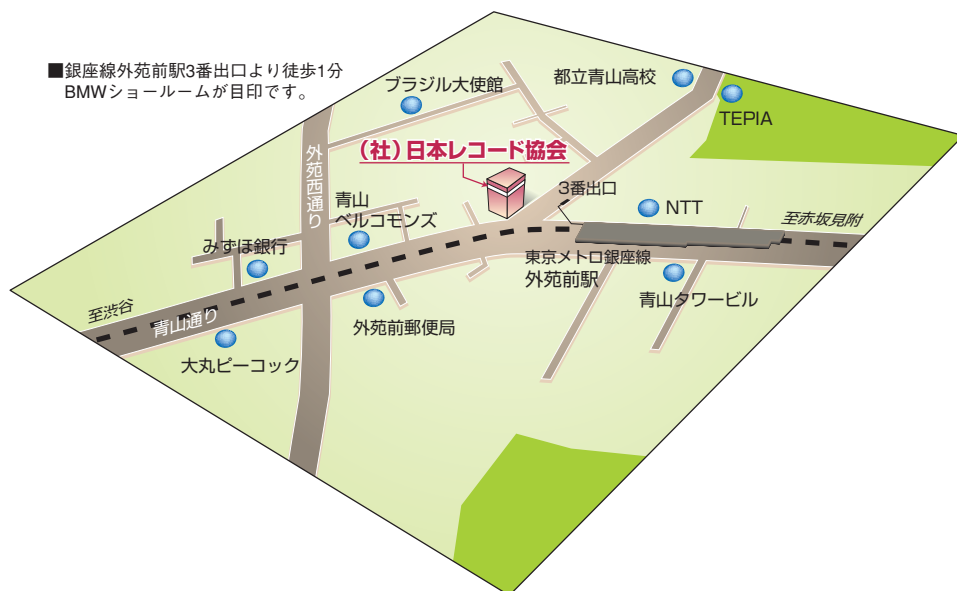 ■銀座線外苑前駅3番出口より徒歩1分
BMWショールームが目印です。
ブラジル大使館
都立青山高校
TEPIA
外苑西通り
(社)日本レコード協会
3番出口
NTT
至赤坂見附
青山
ベルコモンズ
みずほ銀行
東京メトロ銀座線
外苑前駅
青山タワービル
至渋谷
青山通り
外苑前郵便局
大丸ピーコック